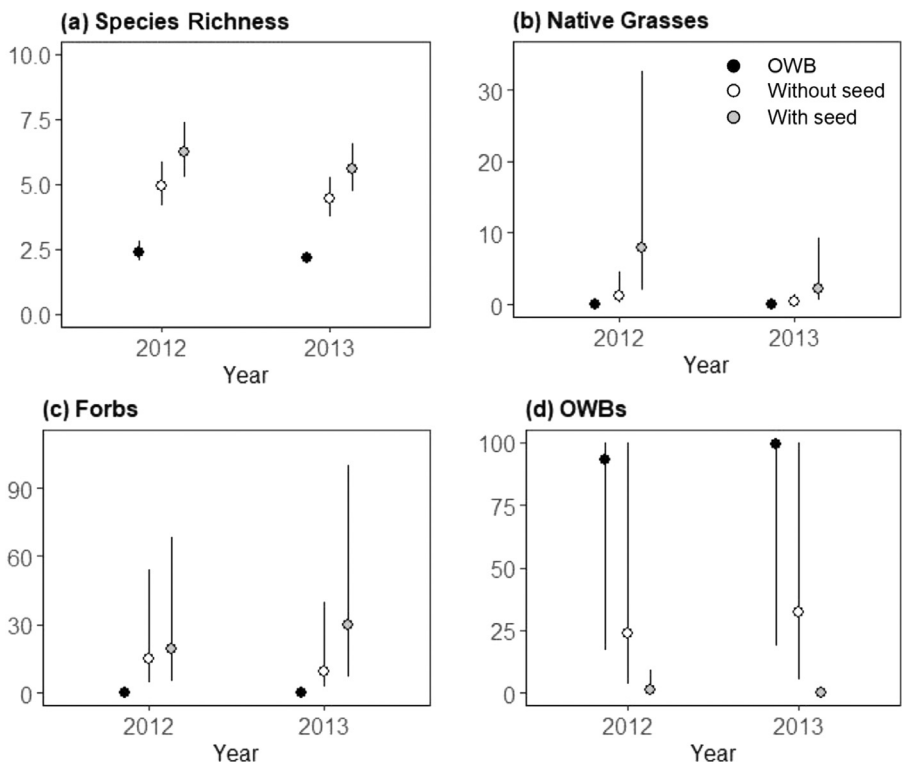 (a) Species Richness
10.0
7.5
5.0
2.5
0.0
2012 2013
Year
(b) Native Grasses
OWB
Without seed
With seed
30
20
10
0
2012 2013
Year
(c) Forbs
90
60
30
0
2012 2013
Year
(d) OWBs
100
75
50
25
0
2012 2013
Year